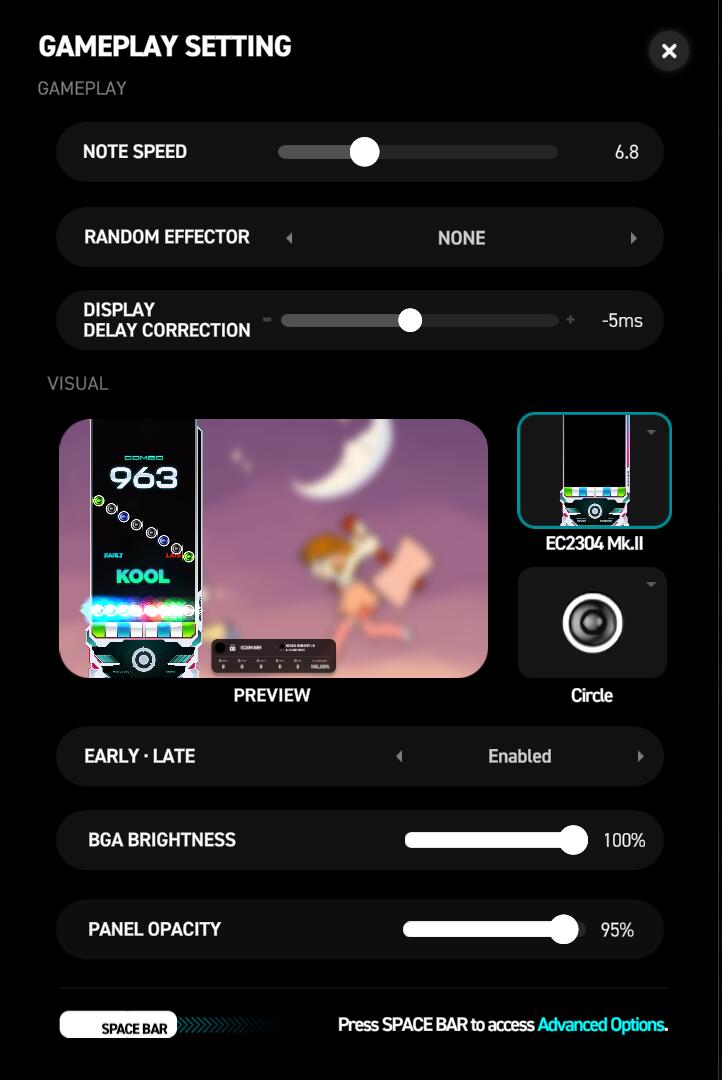 GAMEPLAY SETTING
GAMEPLAY
NOTE SPEED
6.8
RANDOM EFFECTOR
NONE
DISPLAY
DELAY CORRECTION
-
+
-5ms
VISUAL
COMBO
963
EARLY
KOOL
100.00%
PREVIEW
EC2304 Mk.II
Circle
EARLY · LATE
Enabled
BGA BRIGHTNESS
100%
PANEL OPACITY
95%
SPACE BAR
Press SPACE BAR to access Advanced Options.